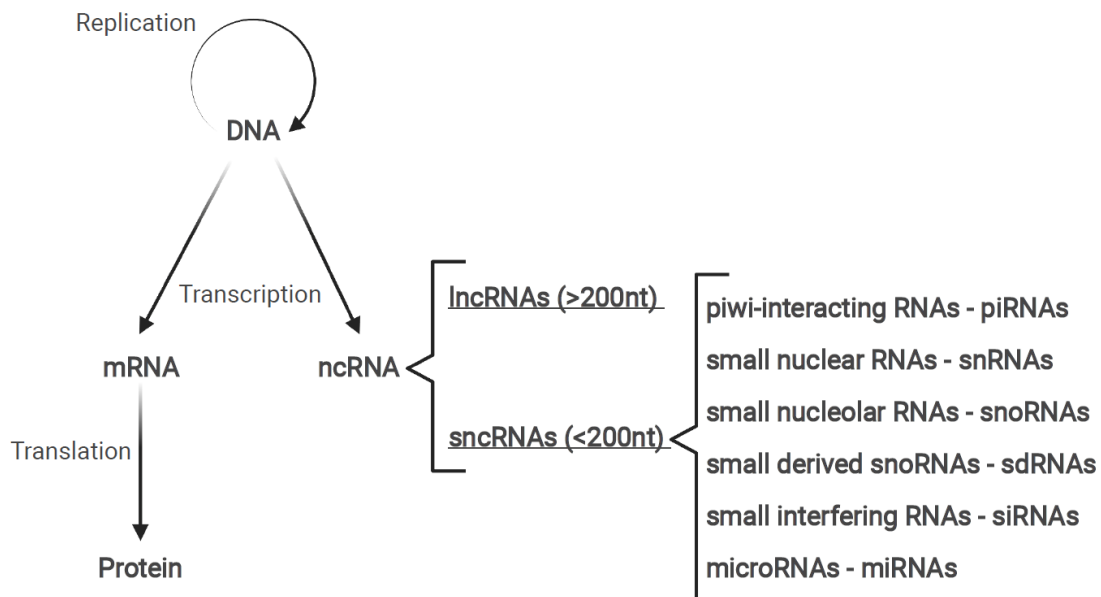 Replication
DNA
Transcription
mRNA
ncRNA
Translation
Protein
lncRNAs (>200nt)
sncRNAs (<200nt)
piwi-interacting RNAs - piRNAs
small nuclear RNAs - snRNAs
small nucleolar RNAs - snoRNAs
small derived snoRNAs - sdRNAs
small interfering RNAs - siRNAs
microRNAs - miRNAs